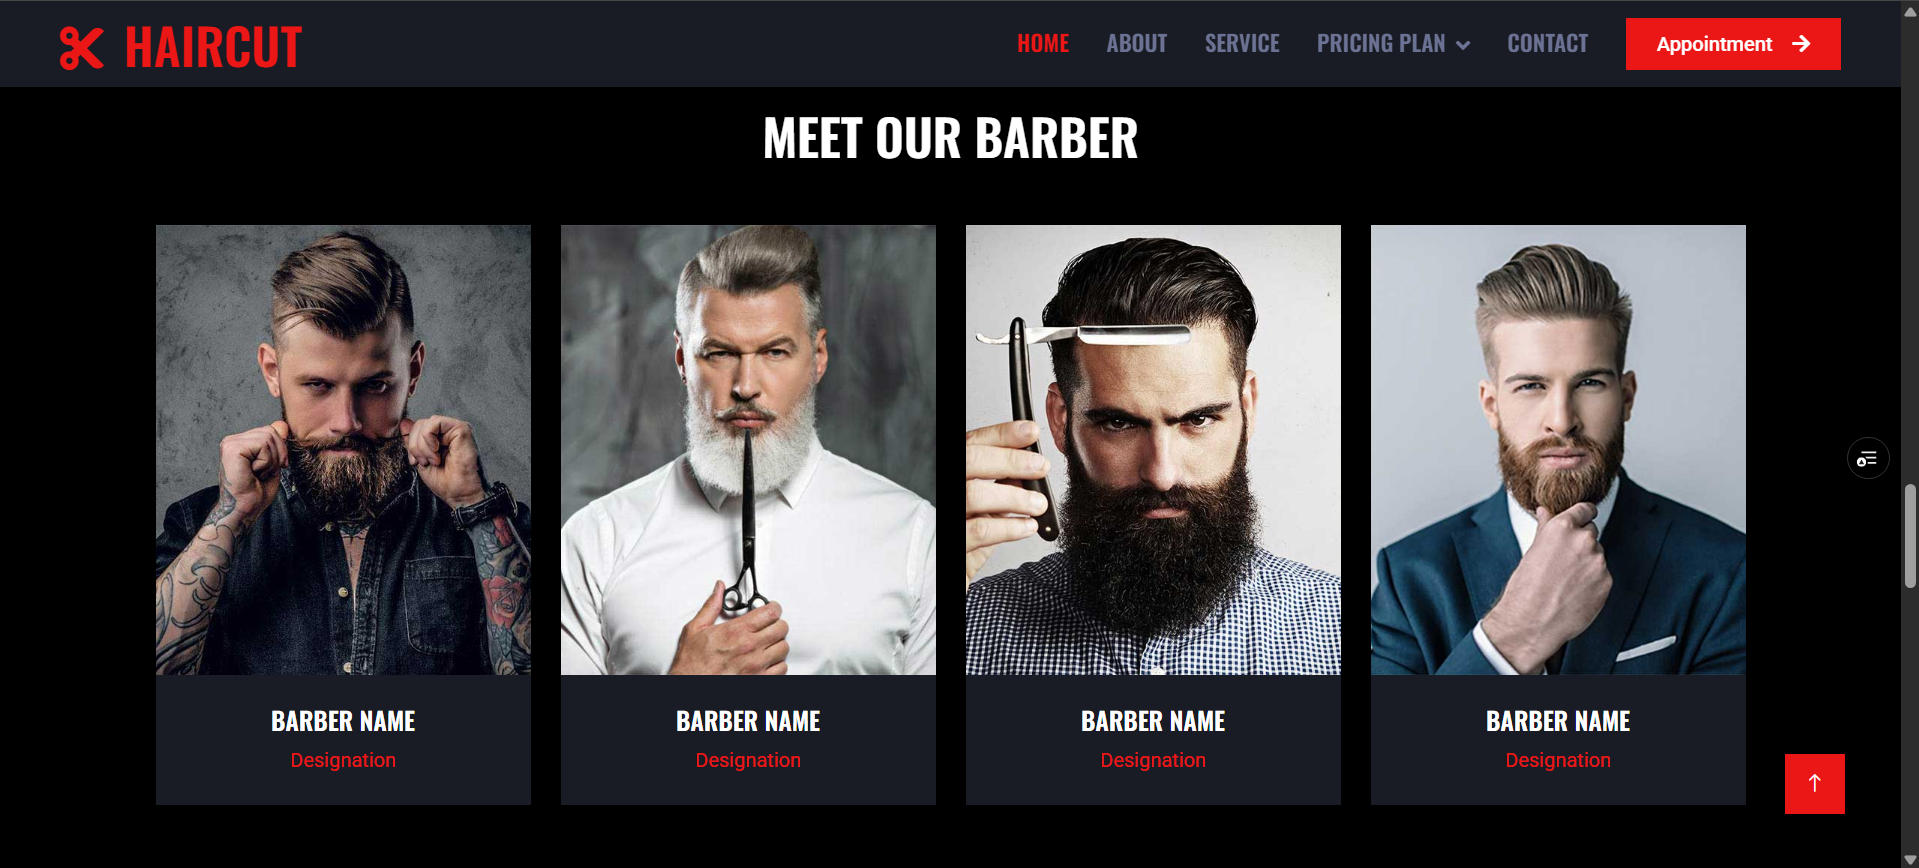 HAIRCUT
HOME ABOUT SERVICE PRICING PLAN CONTACT Appointment
MEET OUR BARBER
BARBER NAME BARBER NAME BARBER NAME BARBER NAME
Designation Designation Designation Designation